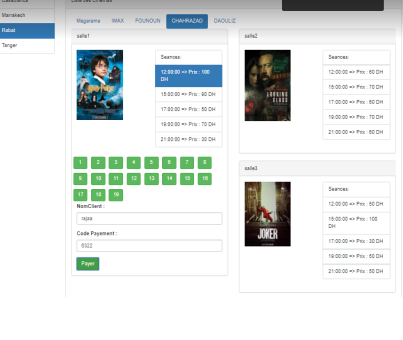 Casablanca
Marrakech
Rabat
Tanger
Liste des Cinémas
Megarama IMAX FOUNOUN CHAHRAZAD DAOULIZ
salle1
Seances:
12:00:00 => Prix : 100 DH
15:00:00 => Prix : 90 DH
17:00:00 => Prix : 50 DH
19:00:00 => Prix : 70 DH
21:00:00 => Prix : 30 DH
1 2 3 4 5 6 7 8
9 10 11 12 13 14 15 16
17 18 19
NomClient :
rajaa
Code Payement :
6922
Payer
salle2
LOOKING GLASS
Seances:
12:00:00 => Prix : 60 DH
15:00:00 => Prix : 70 DH
17:00:00 => Prix : 60 DH
19:00:00 => Prix : 70 DH
21:00:00 => Prix : 60 DH
salle3
JOKER
Seances:
12:00:00 => Prix : 50 DH
15:00:00 => Prix : 100
DH
17:00:00 => Prix : 30 DH
19:00:00 => Prix : 50 DH
21:00:00 => Prix : 50 DH